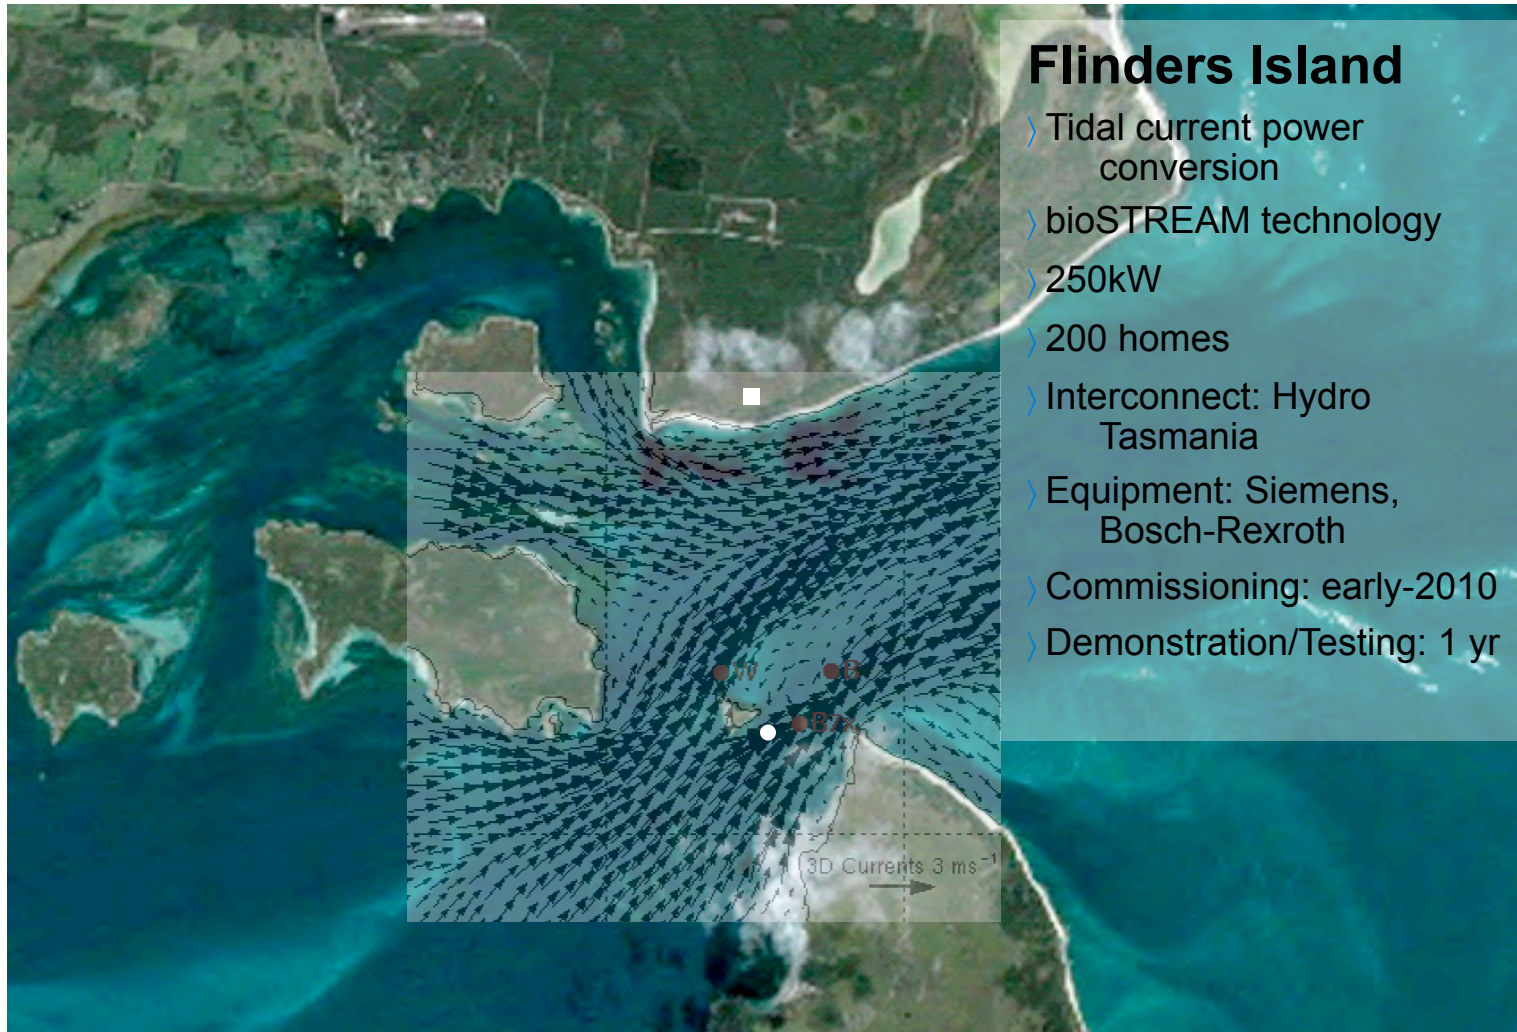 Flinders Island
〉Tidal current power
conversion
〉bioSTREAM technology
〉250kW
〉200 homes
〉Interconnect: Hydro
Tasmania
〉Equipment: Siemens,
Bosch-Rexroth
〉Commissioning: early-2010
〉Demonstration/Testing: 1 yr
W
B
3D Currents 3 ms⁻¹